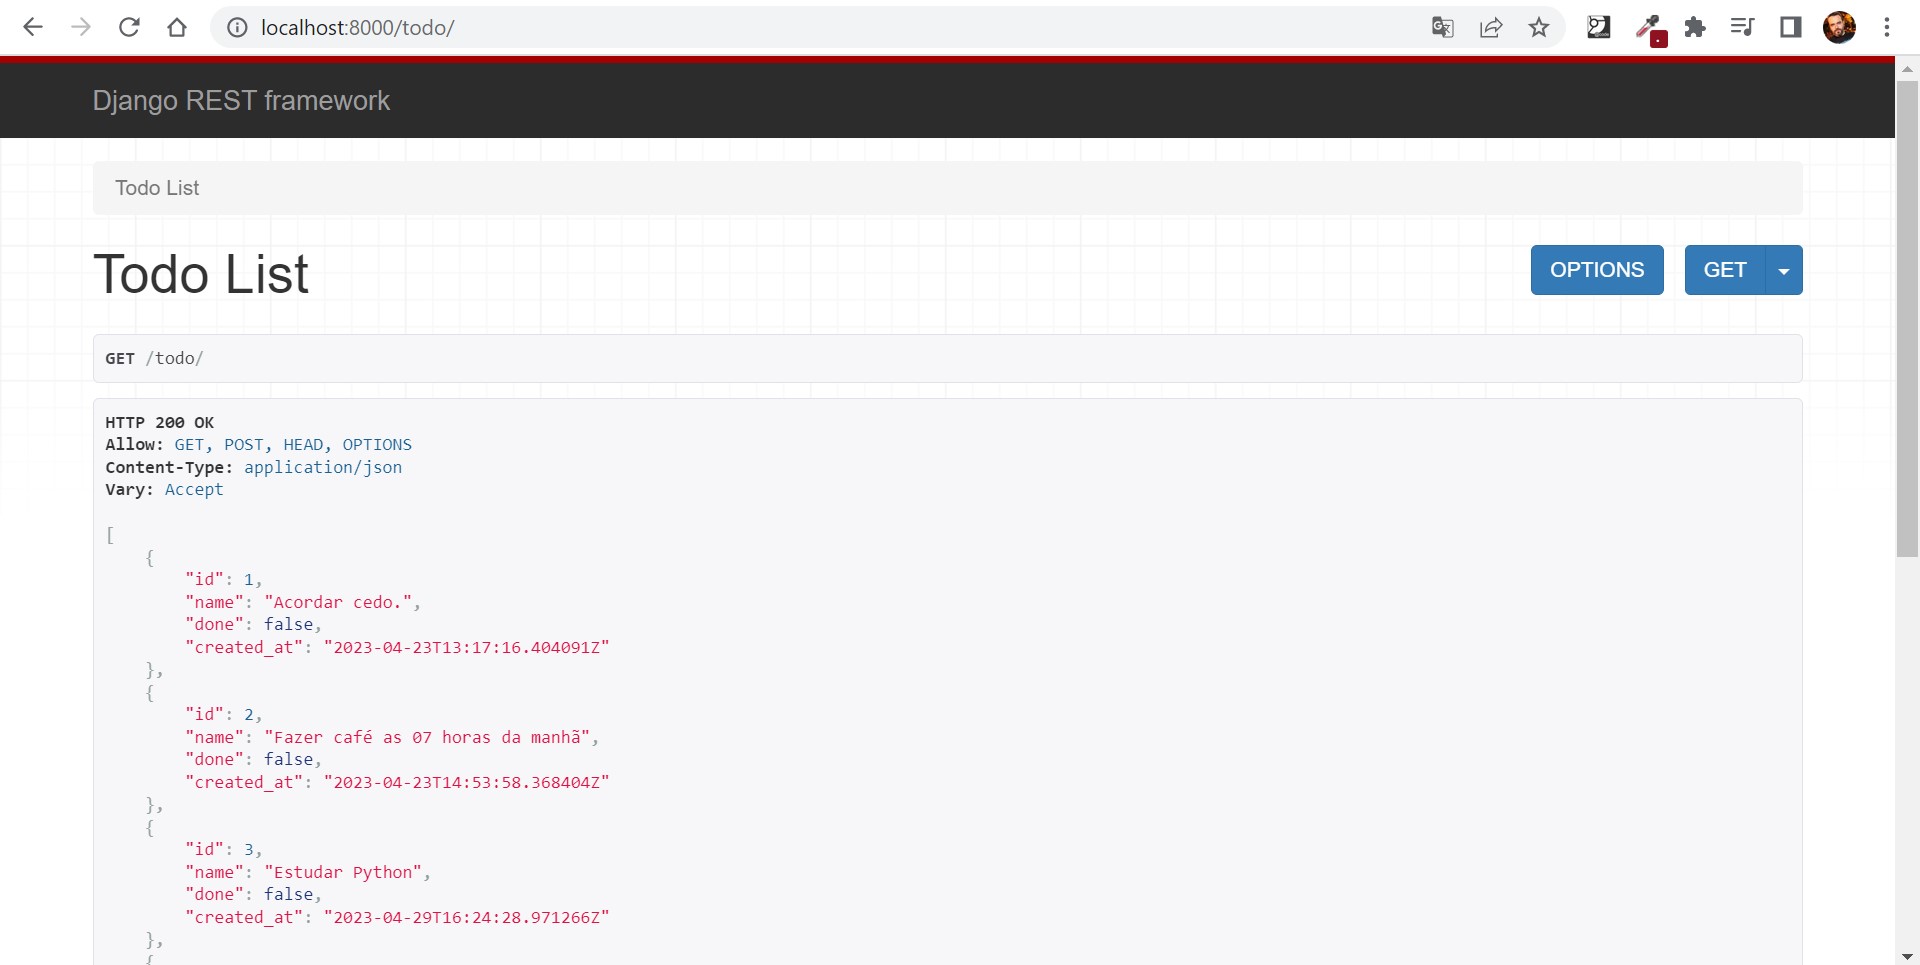 localhost:8000/todo/
Django REST framework
Todo List
Todo List
OPTIONS
GET
GET /todo/
HTTP 200 OK
Allow: GET, POST, HEAD, OPTIONS
Content-Type: application/json
Vary: Accept
[
    {
        "id": 1,
        "name": "Acordar cedo.",
        "done": false,
        "created_at": "2023-04-23T13:17:16.404091Z"
    },
    {
        "id": 2,
        "name": "Fazer café as 07 horas da manhã",
        "done": false,
        "created_at": "2023-04-23T14:53:58.368404Z"
    },
    {
        "id": 3,
        "name": "Estudar Python",
        "done": false,
        "created_at": "2023-04-29T16:24:28.971266Z"
    },
    {